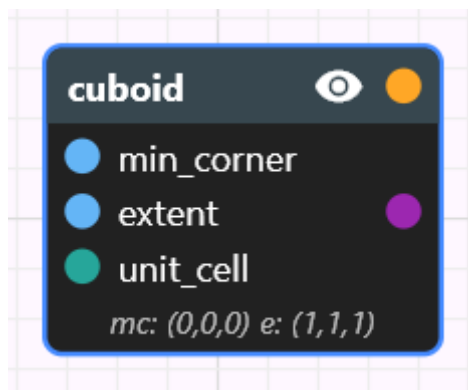 cuboid
min_corner
extent
unit_cell
mc: (0,0,0) e: (1,1,1)